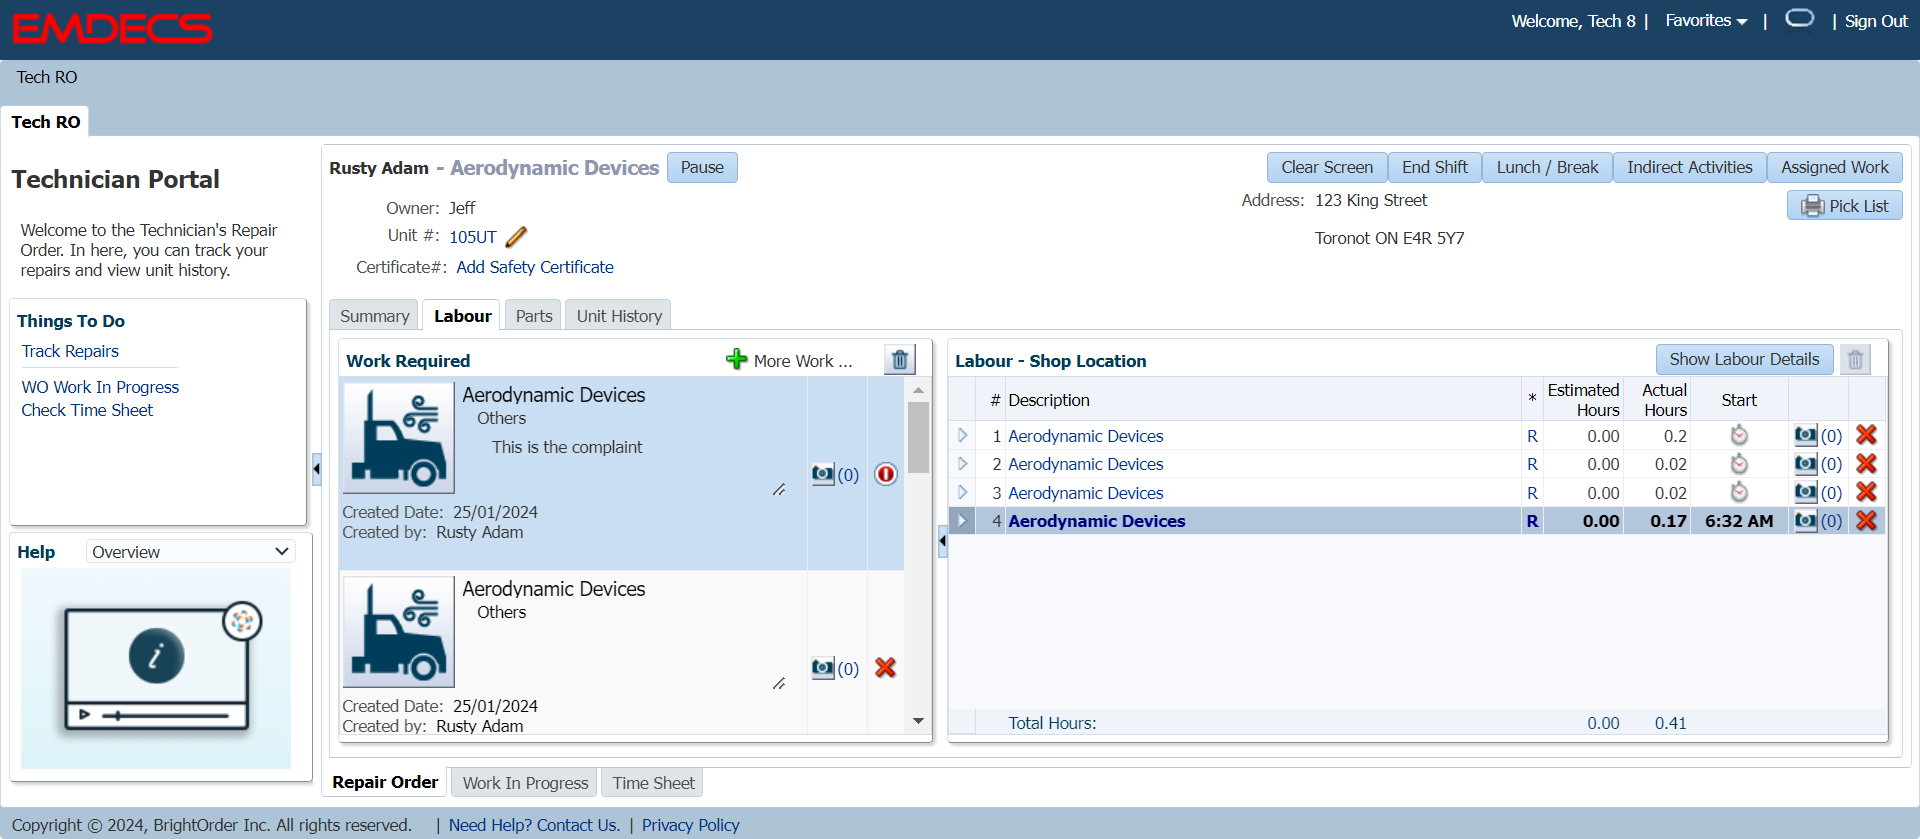 EMDECS
Welcome, Tech 8 | Favorites | | Sign Out
Tech RO
Tech RO
Technician Portal
Welcome to the Technician's Repair
Order. In here, you can track your
repairs and view unit history.
Things To Do
Track Repairs
WO Work In Progress
Check Time Sheet
Help Overview
i
Rusty Adam - Aerodynamic Devices Pause
Clear Screen End Shift Lunch / Break Indirect Activities Assigned Work
Pick List
Owner: Jeff
Unit #: 105UT
Certificate#: Add Safety Certificate
Address: 123 King Street
Toronot ON E4R 5Y7
Summary Labour Parts Unit History
Work Required More Work ...
Aerodynamic Devices
Others
This is the complaint
(0)
Created Date: 25/01/2024
Created by: Rusty Adam
Aerodynamic Devices
Others
(0)
Created Date: 25/01/2024
Created by: Rusty Adam
Labour - Shop Location Show Labour Details
# Description * Estimated Hours Actual Hours Start
1 Aerodynamic Devices R 0.00 0.2 (0)
2 Aerodynamic Devices R 0.00 0.02 (0)
3 Aerodynamic Devices R 0.00 0.02 (0)
4 Aerodynamic Devices R 0.00 0.17 6:32 AM (0)
Total Hours: 0.00 0.41
Repair Order Work In Progress Time Sheet
Copyright © 2024, BrightOrder Inc. All rights reserved. | Need Help? Contact Us. | Privacy Policy